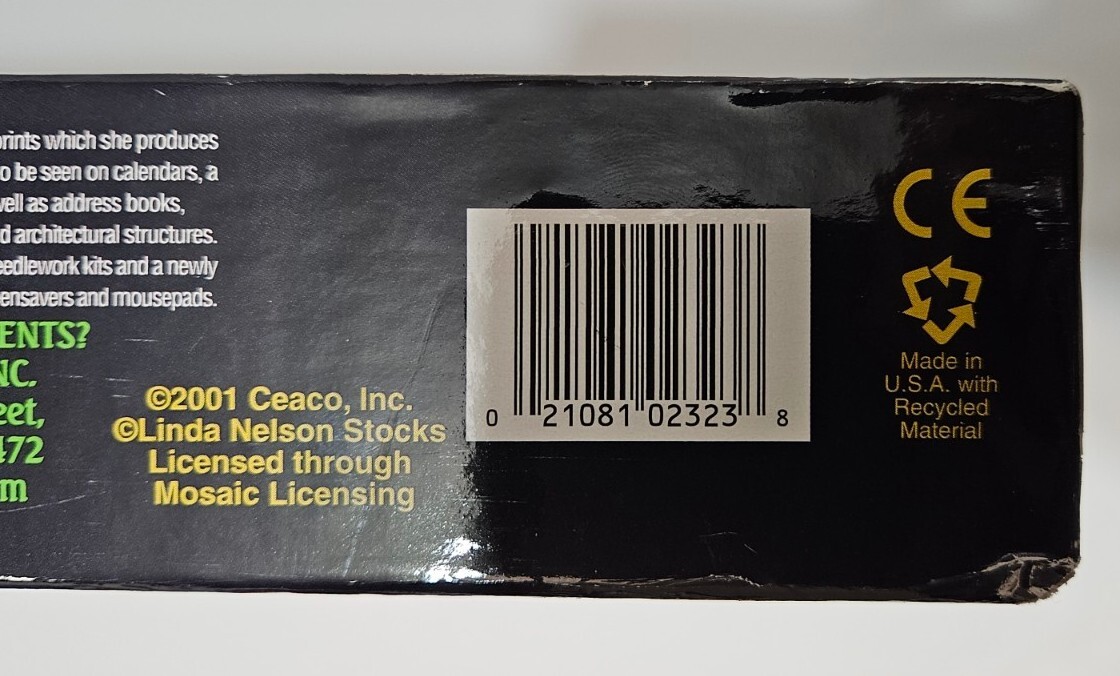 prints which she produces
o be seen on calendars, a
well as address books,
d architectural structures.
eedlework kits and a newly
ensavers and mousepads.
ENTS?
NC.
eet,
472
m
©2001 Ceaco, Inc.
©Linda Nelson Stocks
Licensed through
Mosaic Licensing
0 21081 02323 8
CE
Made in
U.S.A. with
Recycled
Material